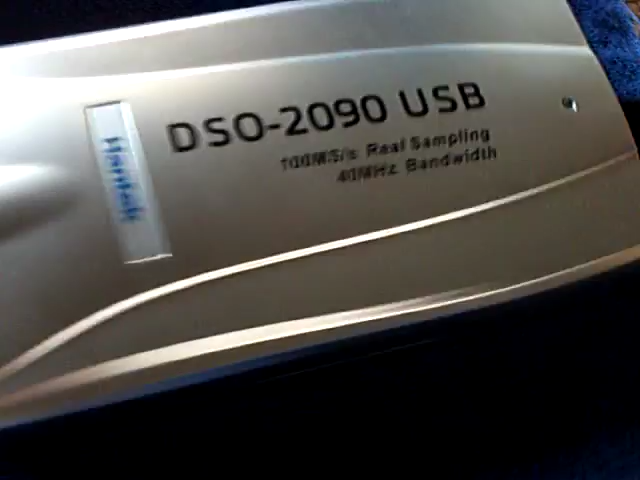 Hantek
DSO-2090 USB
100MS/s Real Sampling
40MHz Bandwidth